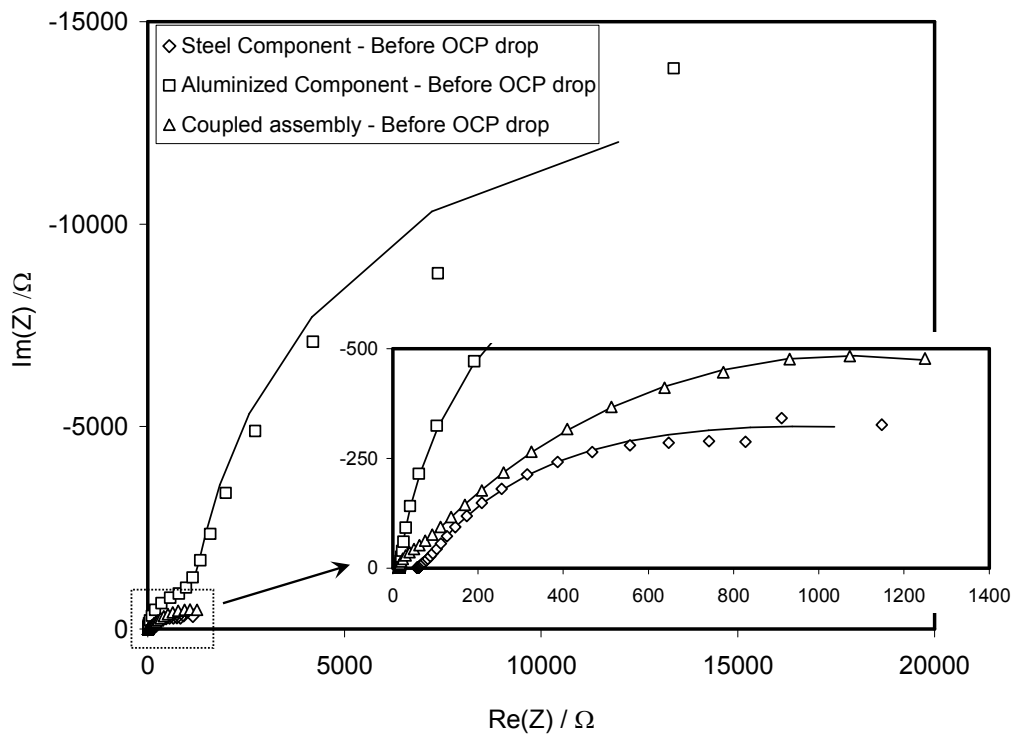 -15000
Steel Component - Before OCP drop
Aluminized Component - Before OCP drop
Coupled assembly - Before OCP drop
-10000
Im(Z) /Ω
-5000
0
-500
-250
0
0 200 400 600 800 1000 1200 1400
0 5000 10000 15000 20000
Re(Z) / Ω